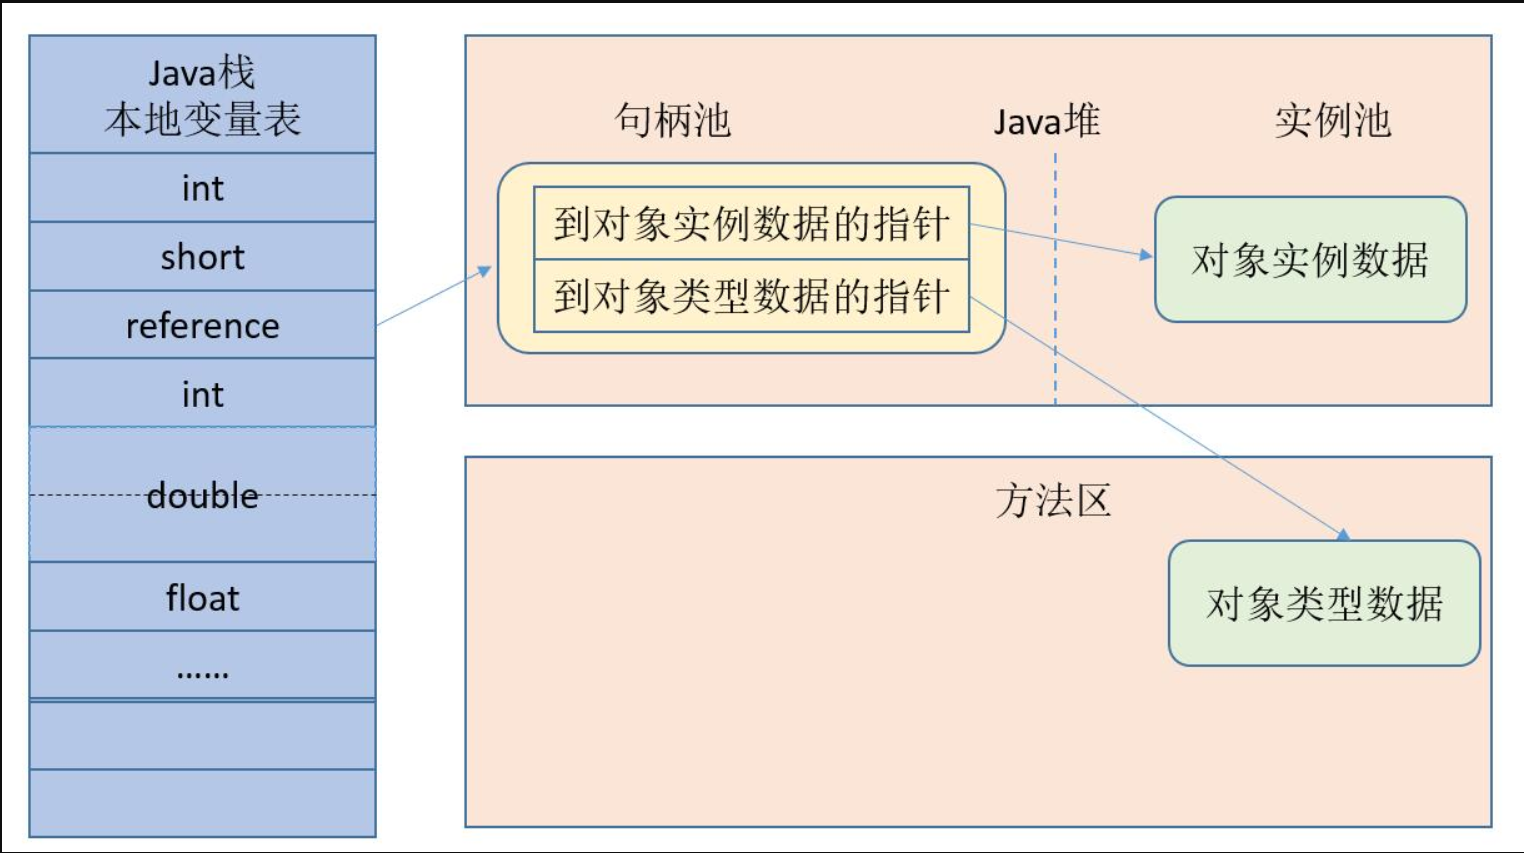 Java栈
本地变量表
int
short
reference
int
double
float
......
句柄池
Java堆
实例池
到对象实例数据的指针
到对象类型数据的指针
对象实例数据
方法区
对象类型数据